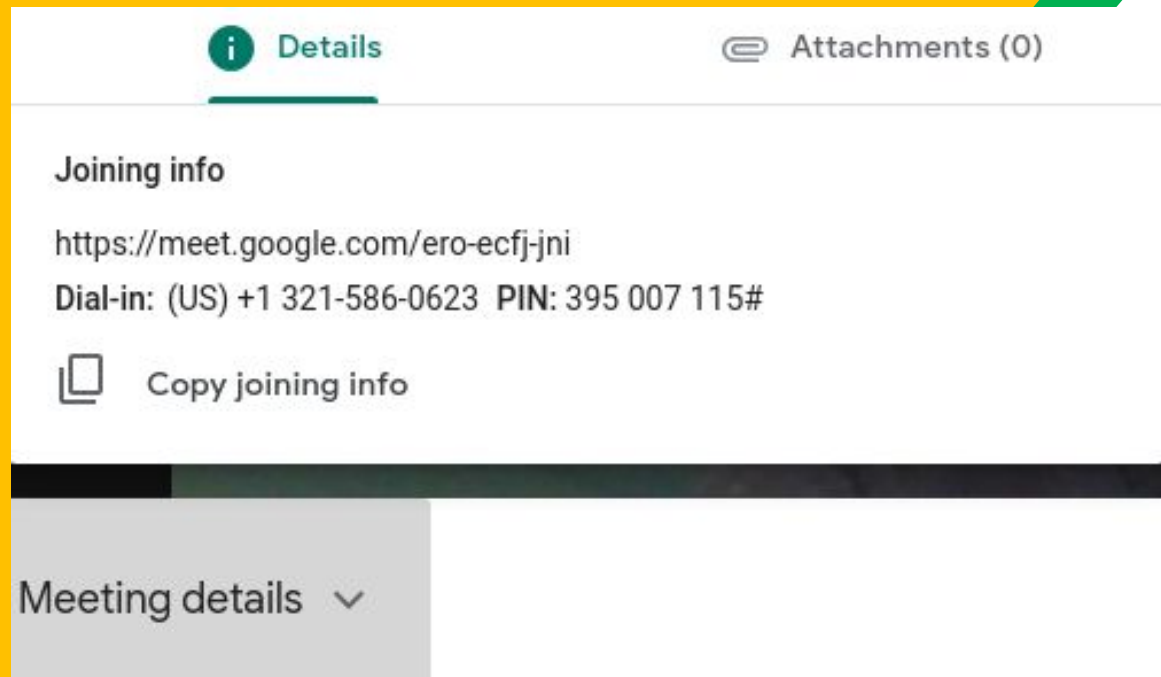 Details
Attachments (0)
Joining info
https://meet.google.com/ero-ecfj-jni
Dial-in: (US) +1 321-586-0623 PIN: 395 007 115#
Copy joining info
Meeting details